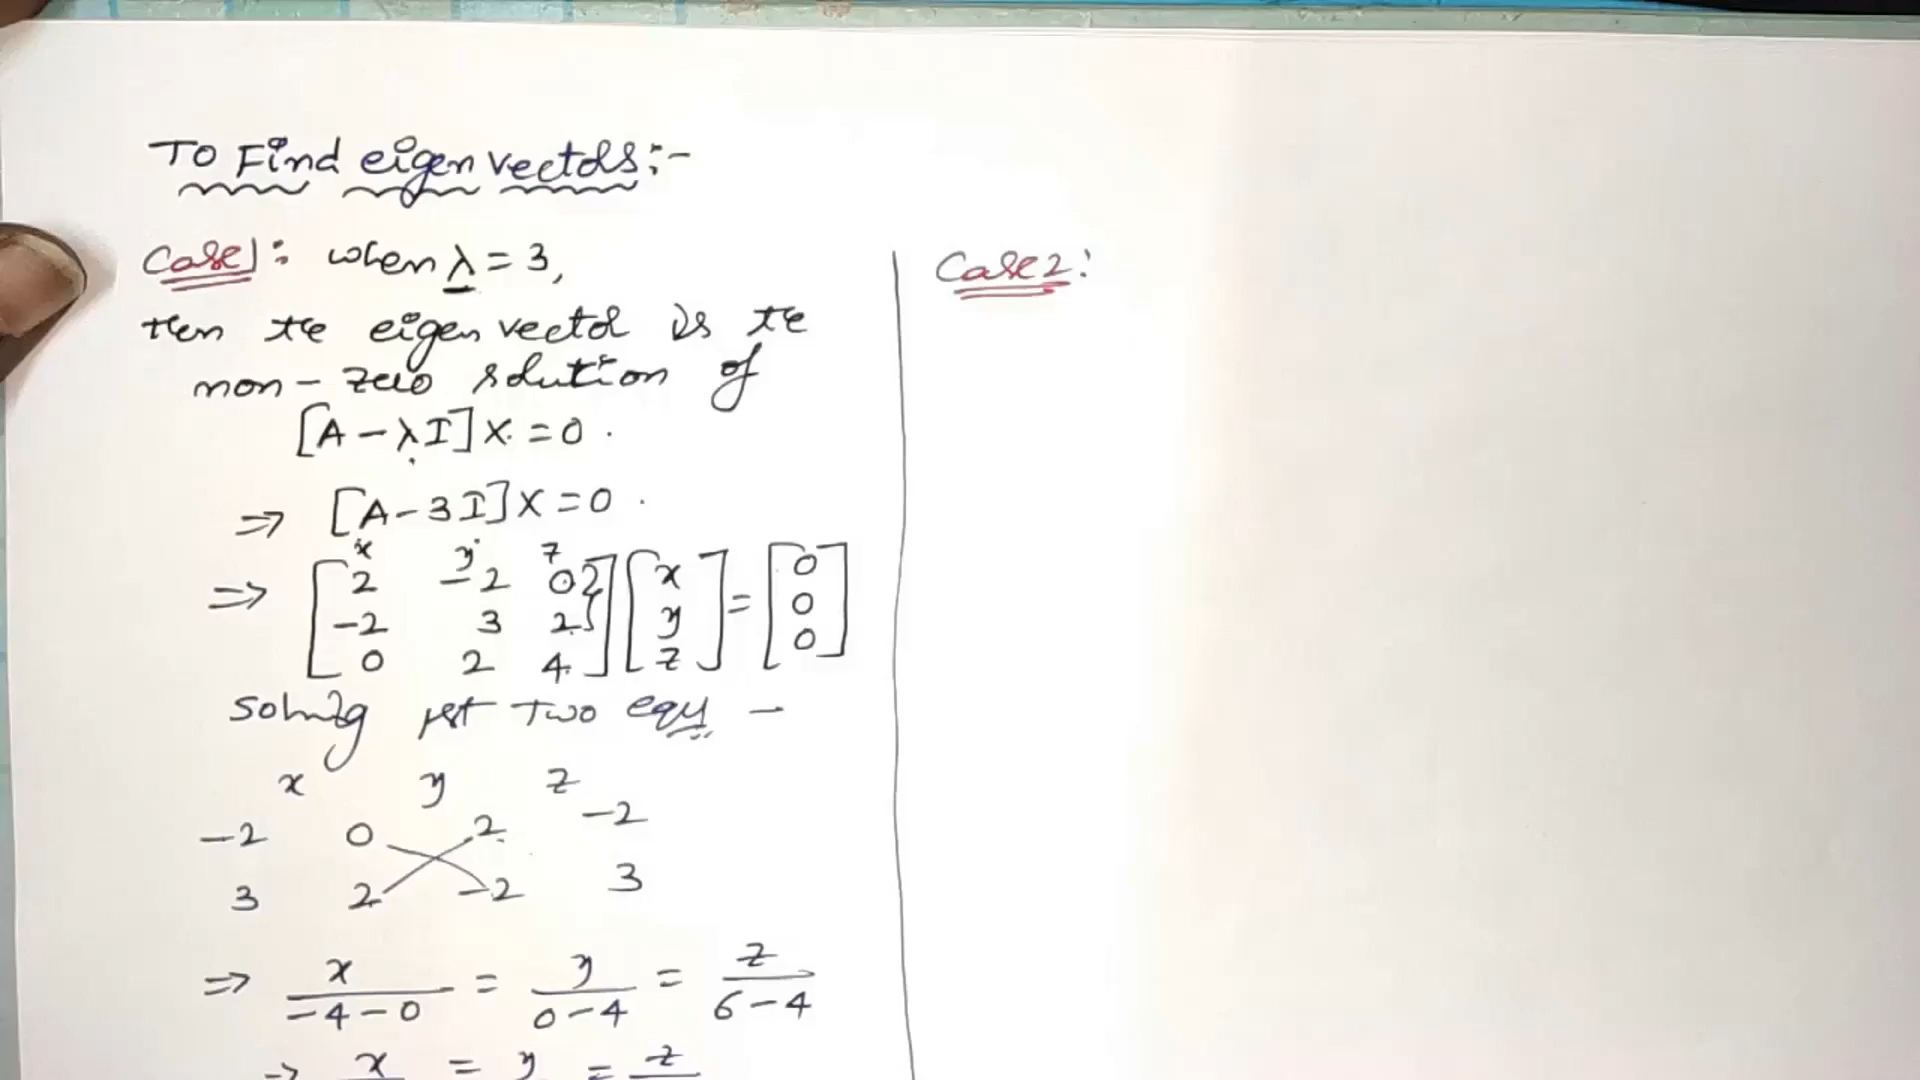 To Find eigen vectors:-
Case1: when λ = 3,
then the eigen vector is the
non-zero solution of
[A - λI]X = 0.
⇒ [A - 3I]X = 0.
x y z
⇒ [2 -2 0] [x] = [0]
[-2 3 2] [y] [0]
[0 2 4] [z] [0]
Solving 1st two equ -
x y z
-2 0 2 -2
3 2 -2 3
⇒ x/(-4-0) = y/(0-4) = z/(6-4)
⇒ x = y = z
Case2: